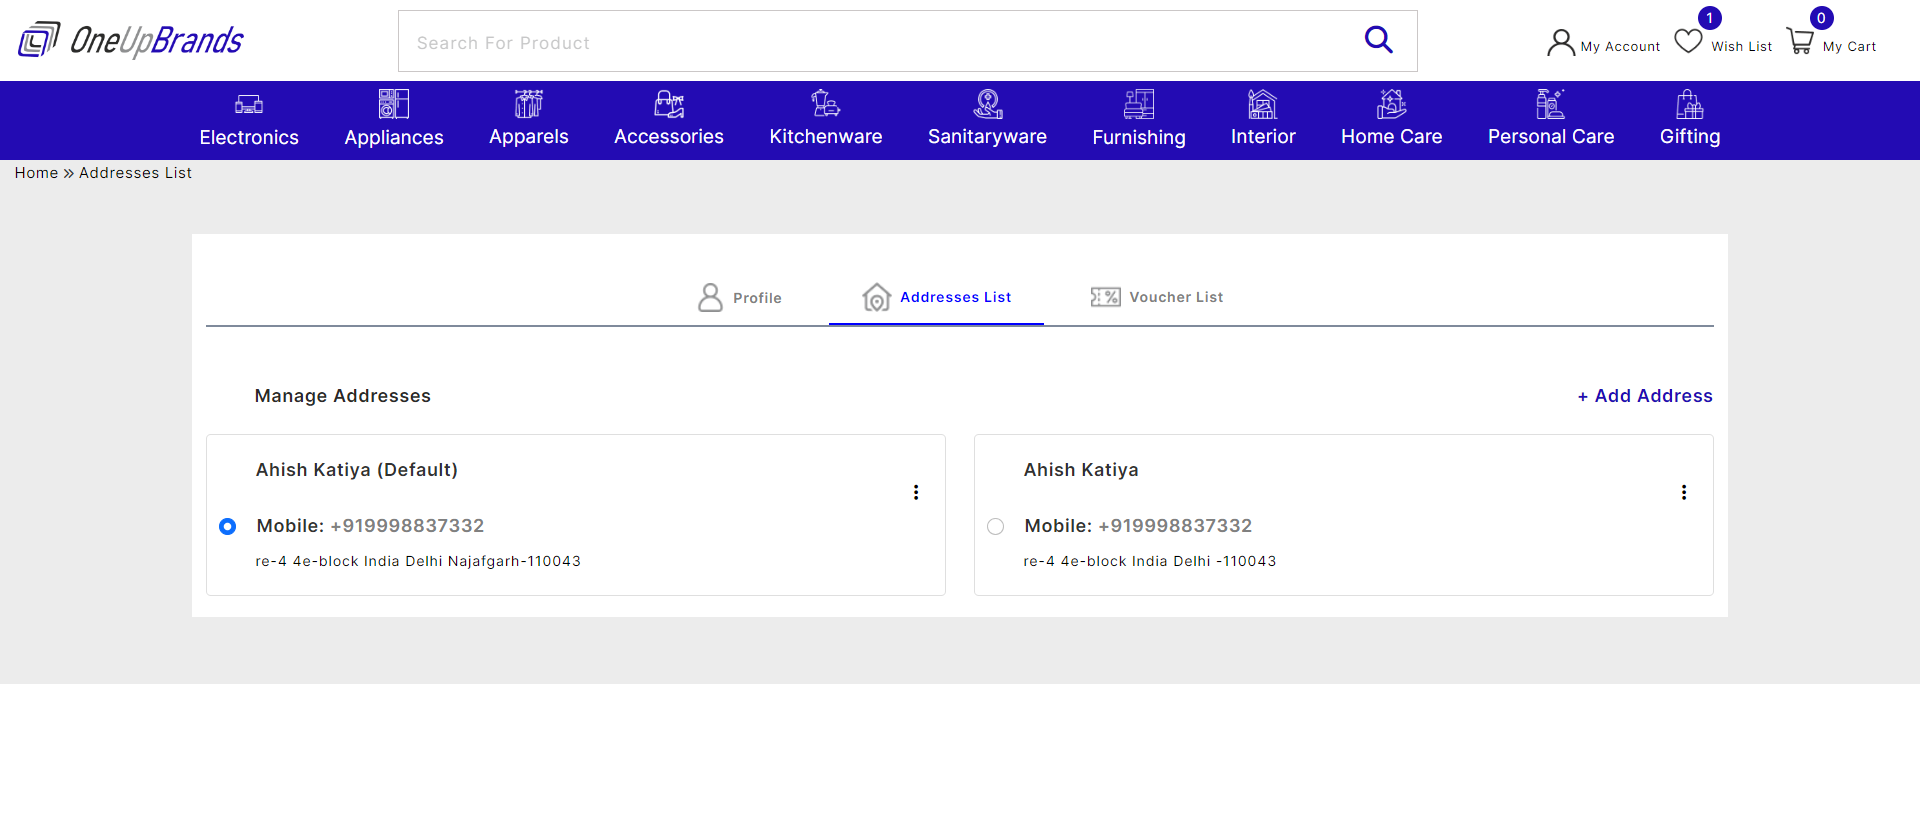 OneUpBrands
Search For Product
My Account
1
Wish List
0
My Cart
Electronics
Appliances
Apparels
Accessories
Kitchenware
Sanitaryware
Furnishing
Interior
Home Care
Personal Care
Gifting
Home » Addresses List
Profile
Addresses List
Voucher List
Manage Addresses
+ Add Address
Ahish Katiya (Default)
Mobile: +919998837332
re-4 4e-block India Delhi Najafgarh-110043
Ahish Katiya
Mobile: +919998837332
re-4 4e-block India Delhi -110043